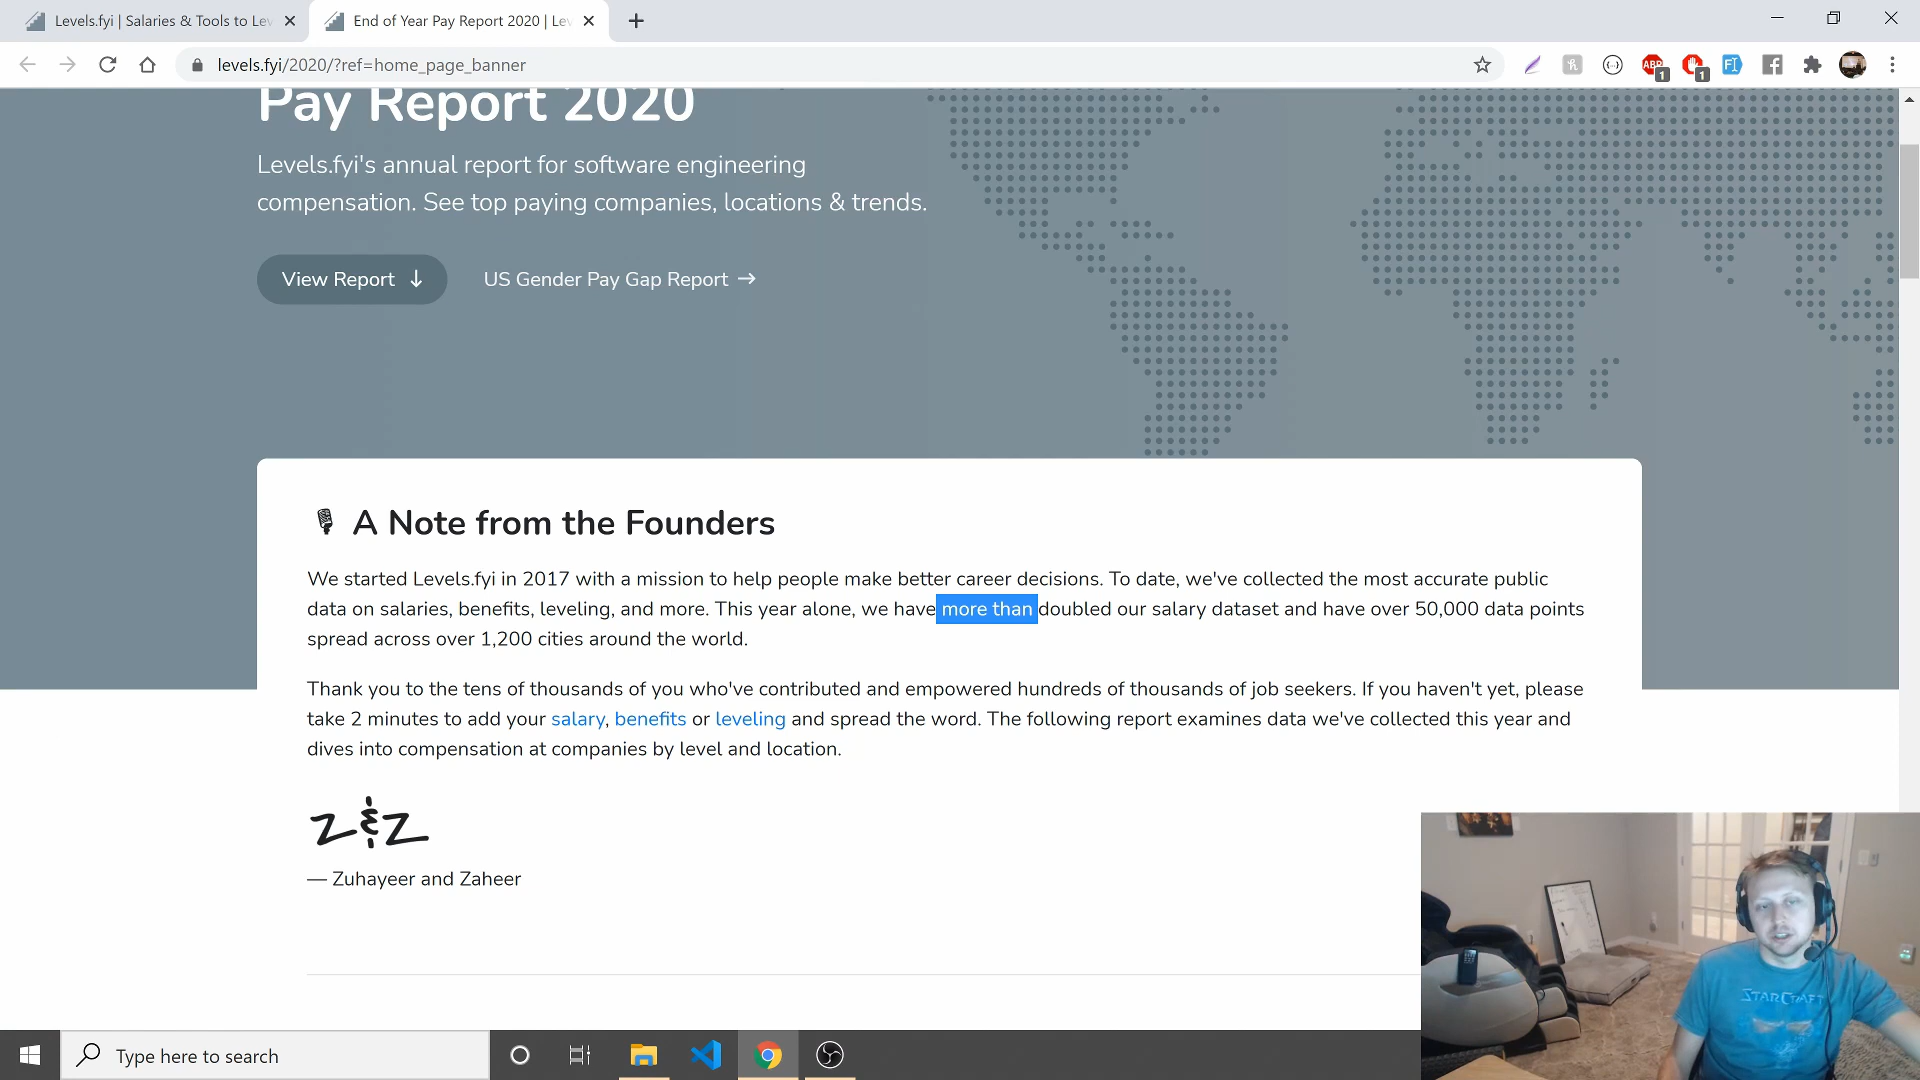 Levels.fyi | Salaries & Tools to Lev
End of Year Pay Report 2020 | Lev
levels.fyi/2020/?ref=home_page_banner
ABP
1
1
Pay Report 2020
Levels.fyi's annual report for software engineering
compensation. See top paying companies, locations & trends.
View Report ↓
US Gender Pay Gap Report →
A Note from the Founders
We started Levels.fyi in 2017 with a mission to help people make better career decisions. To date, we've collected the most accurate public
data on salaries, benefits, leveling, and more. This year alone, we have more than doubled our salary dataset and have over 50,000 data points
spread across over 1,200 cities around the world.
Thank you to the tens of thousands of you who've contributed and empowered hundreds of thousands of job seekers. If you haven't yet, please
take 2 minutes to add your salary, benefits or leveling and spread the word. The following report examines data we've collected this year and
dives into compensation at companies by level and location.
Z&Z
— Zuhayeer and Zaheer
STARCRAFT
Type here to search